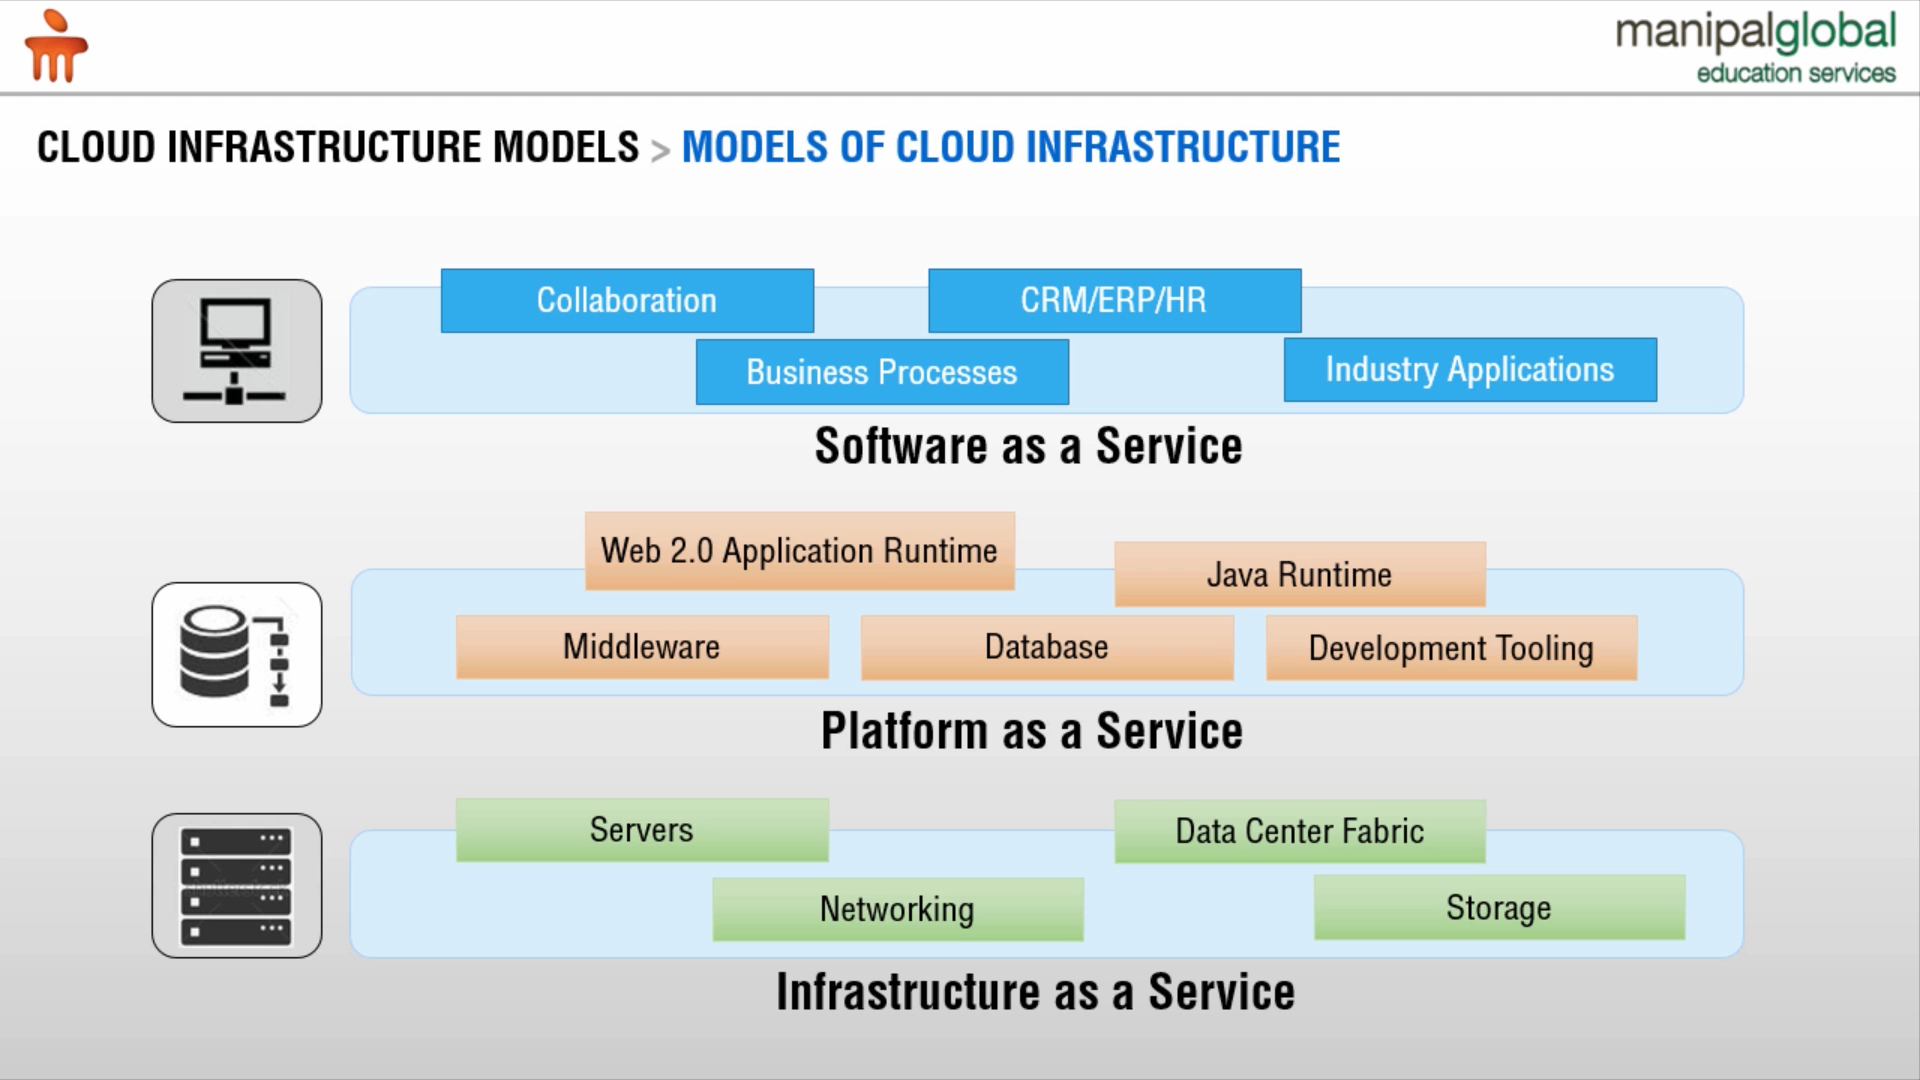 manipalglobal
education services
CLOUD INFRASTRUCTURE MODELS > MODELS OF CLOUD INFRASTRUCTURE
Collaboration
CRM/ERP/HR
Business Processes
Industry Applications
Software as a Service
Web 2.0 Application Runtime
Java Runtime
Middleware
Database
Development Tooling
Platform as a Service
Servers
Data Center Fabric
Networking
Storage
Infrastructure as a Service